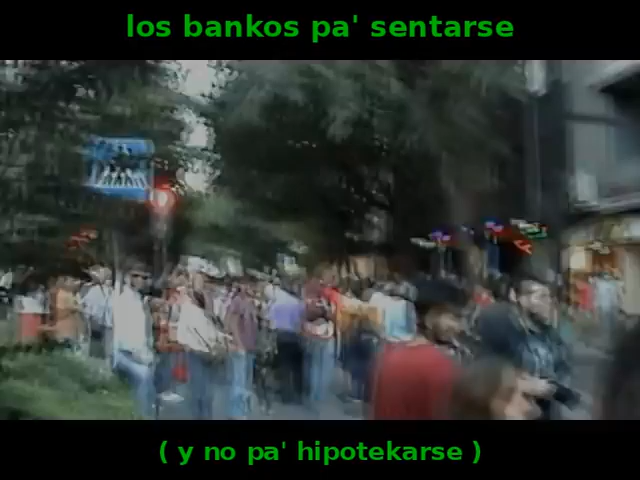 los bankos pa' sentarse
( y no pa' hipotekarse )